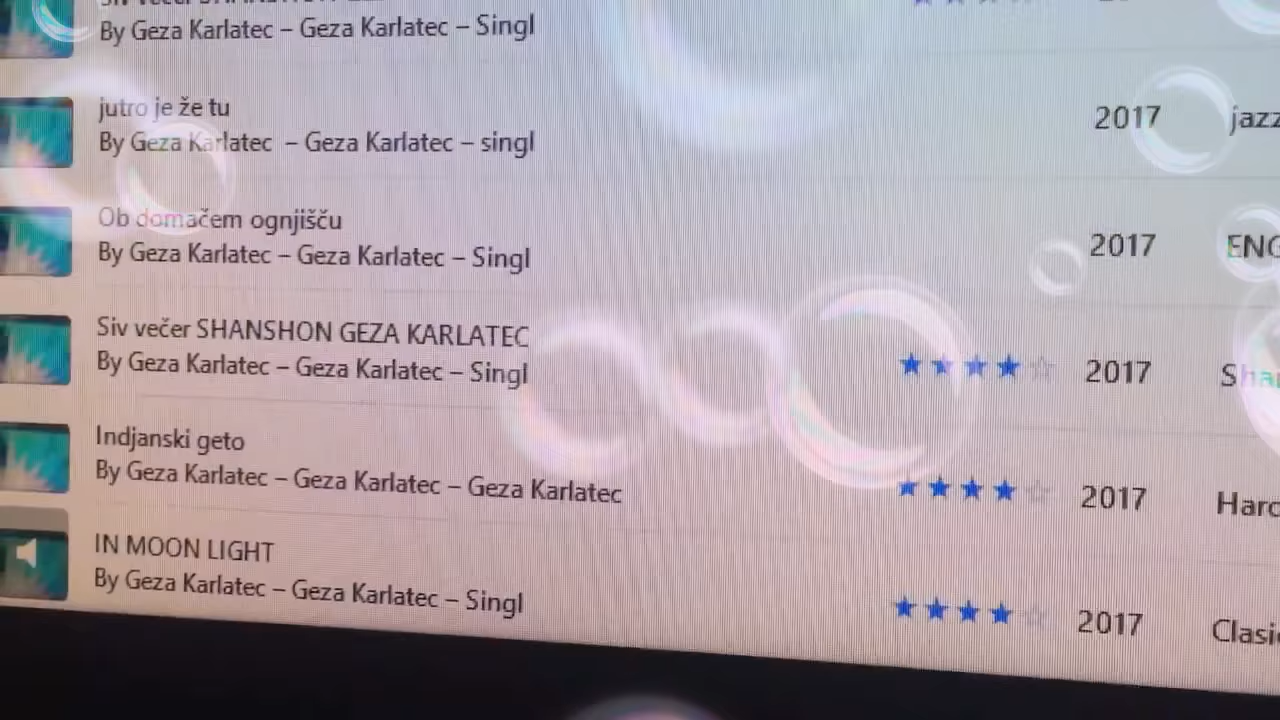 By Geza Karlatec – Geza Karlatec – Singl
jutro je že tu
2017
By Geza Karlatec – Geza Karlatec – singl
Ob domačem ognjišču
2017
By Geza Karlatec – Geza Karlatec – Singl
Siv večer SHANSHON GEZA KARLATEC
2017
By Geza Karlatec – Geza Karlatec – Singl
Indjanski geto
2017
By Geza Karlatec – Geza Karlatec – Geza Karlatec
IN MOON LIGHT
2017
By Geza Karlatec – Geza Karlatec – Singl